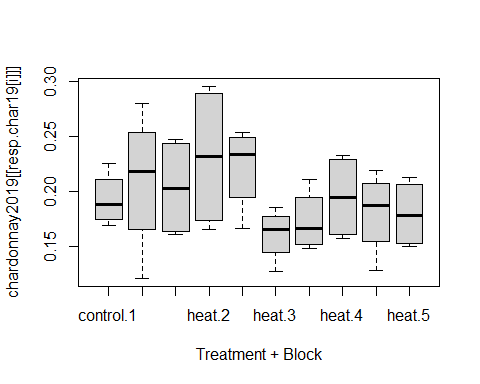 chardonnay2019[[resp.char19[i]]]
0.30
0.25
0.20
0.15
control.1 heat.2 heat.3 heat.4 heat.5
Treatment + Block